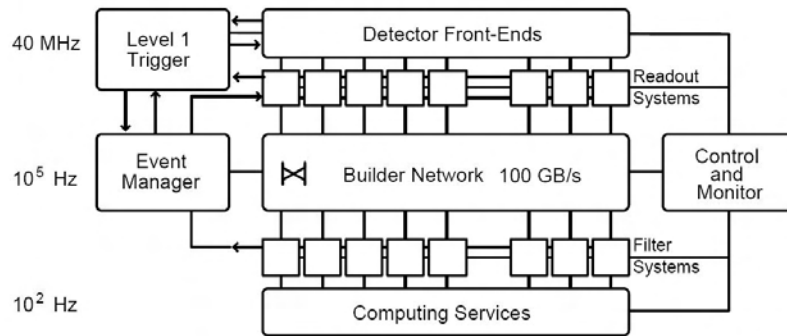 40 MHz
Level 1
Trigger
Detector Front-Ends
Readout
Systems
10⁵ Hz
Event
Manager
Builder Network 100 GB/s
Control
and
Monitor
Filter
Systems
10² Hz
Computing Services